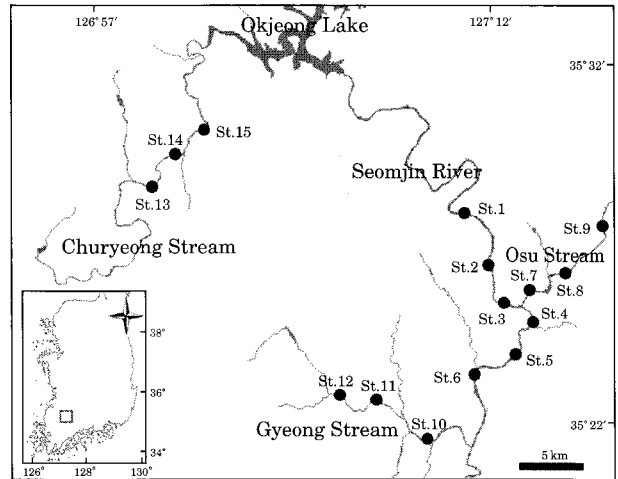 126°57′
127°12′
Okjeong Lake
35°32′
St.15
St.14
St.13
Seomjin River
St.1
St.9
Churyeong Stream
Osu Stream
St.2
St.7
St.8
St.3
St.4
38°
St.5
St.12
St.11
St.6
36°
Gyeong Stream
St.10
35°22′
34°
5 km
126°
128°
130°